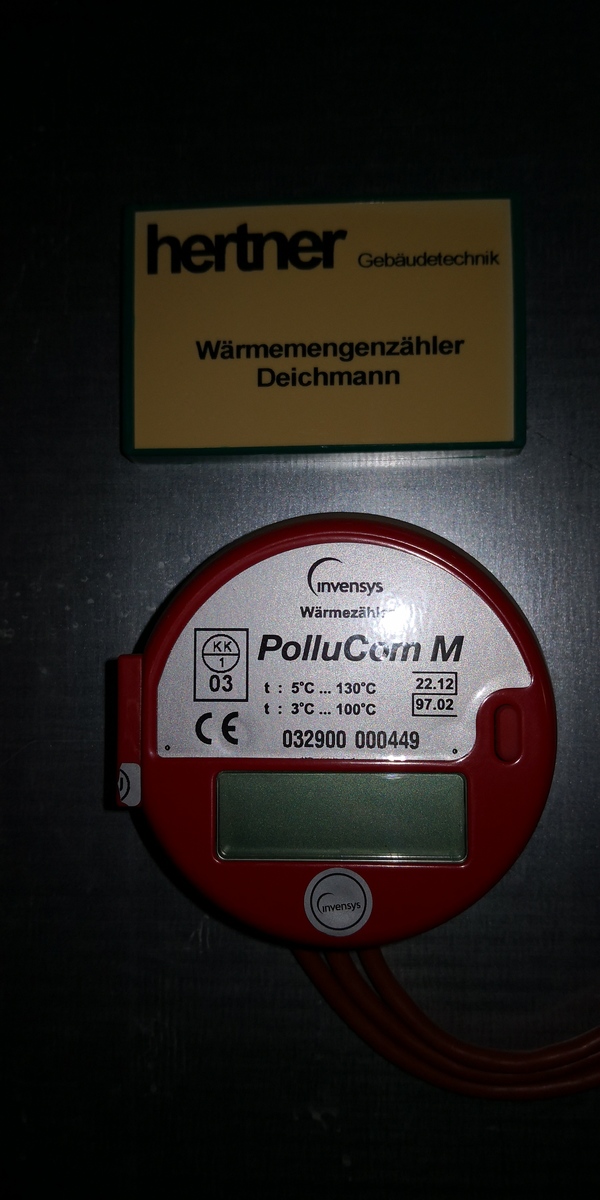 hertner Gebäudetechnik
Wärmemengenzähler
Deichmann
invensys
Wärmezähler
PolluCom M
KK
1
03
t : 5°C ... 130°C
22.12
t : 3°C ... 100°C
97.02
CE
032900 000449
invensys